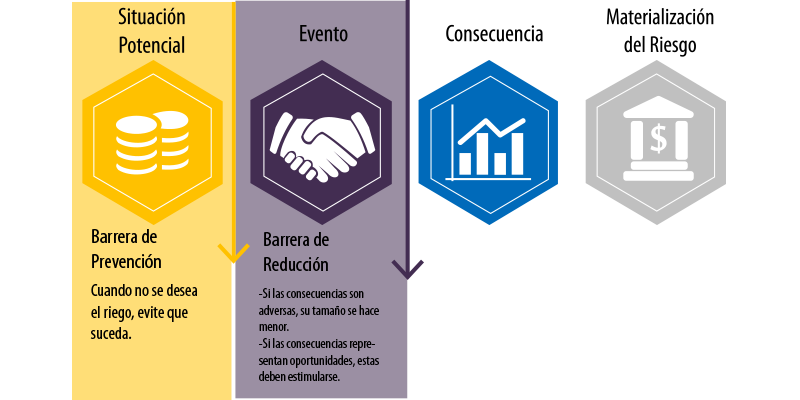 Situación
Potencial
Evento
Consecuencia
Materialización
del Riesgo
$
Barrera de
Prevención
Cuando no se desea
el riego, evite que
suceda.
Barrera de
Reducción
-Si las consecuencias son
adversas, su tamaño se hace
menor.
-Si las consecuencias repre-
sentan oportunidades, estas
deben estimularse.